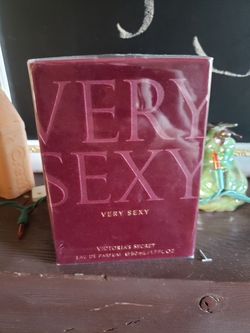 VERY
SEXY
VERY SEXY
VICTORIA'S SECRET
EAU DE PARFUM